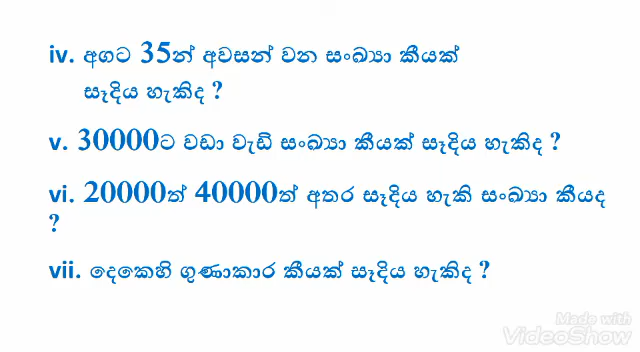 iv. අගට 35න් අවසන් වන සංඛ්‍යා කීයක්
සෑදිය හැකිද ?
v. 30000ට වඩා වැඩි සංඛ්‍යා කීයක් සෑදිය හැකිද ?
vi. 20000ත් 40000ත් අතර සෑදිය හැකි සංඛ්‍යා කීයද
?
vii. දෙකෙහි ගුණාකාර කීයක් සෑදිය හැකිද ?
Made with
VideoShow